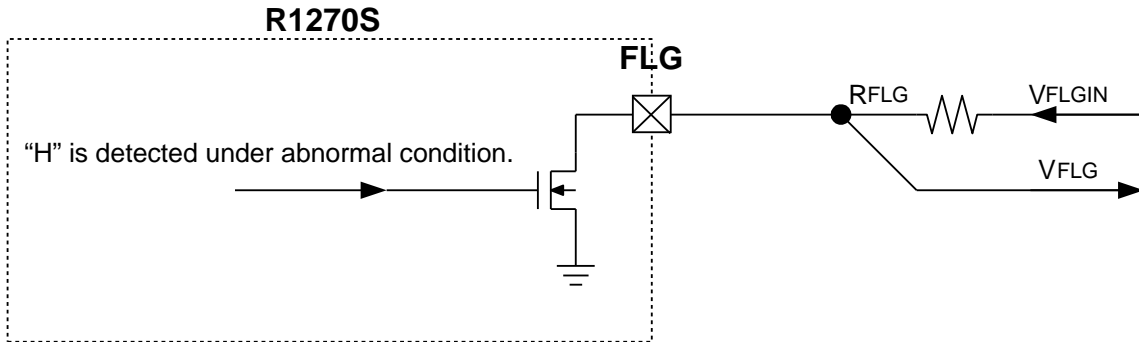 R1270S
FLG
RFLG
VFLGIN
“H” is detected under abnormal condition.
VFLG